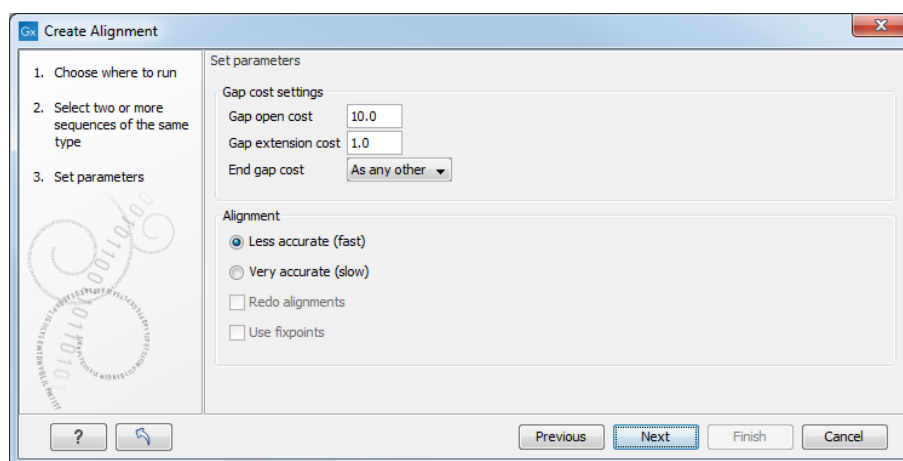 Gx Create Alignment
1. Choose where to run
2. Select two or more
sequences of the same
type
3. Set parameters
Set parameters
Gap cost settings
Gap open cost 10.0
Gap extension cost 1.0
End gap cost As any other
Alignment
Less accurate (fast)
Very accurate (slow)
Redo alignments
Use fixpoints
? Previous Next Finish Cancel